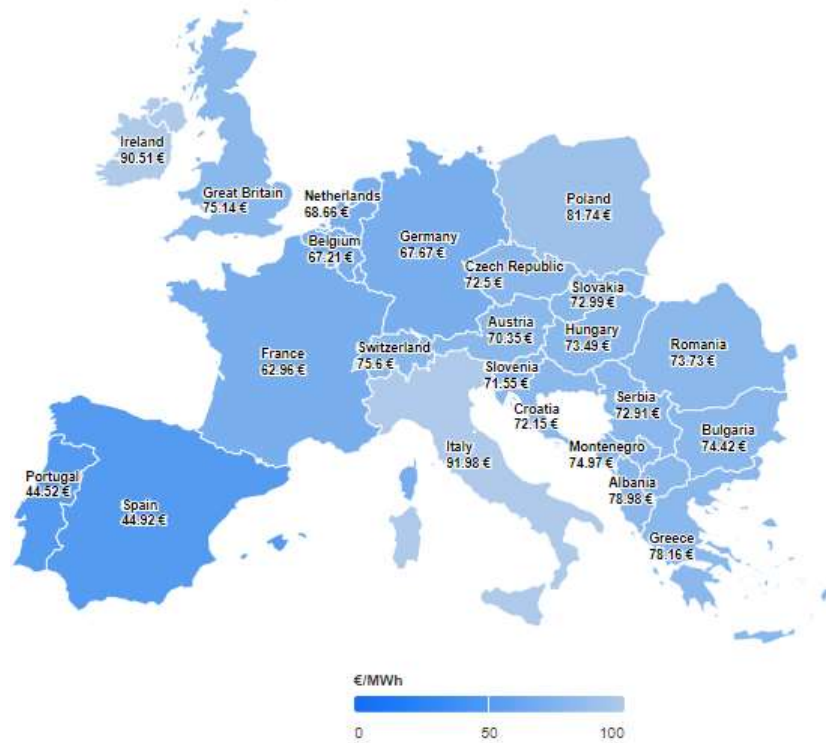 Ireland
90.51 €
Great Britain
75.14 €
Netherlands
68.66 €
Belgium
67.21 €
Germany
67.67 €
Poland
81.74 €
Czech Republic
72.5 €
Slovakia
72.99 €
Austria
70.35 €
Hungary
73.49 €
Romania
73.73 €
France
62.96 €
Switzerland
75.6 €
Slovenia
71.55 €
Croatia
72.15 €
Serbia
72.91 €
Bulgaria
74.42 €
Italy
91.98 €
Montenegro
74.97 €
Albania
78.98 €
Greece
78.16 €
Portugal
44.52 €
Spain
44.92 €
€/MWh
0 50 100